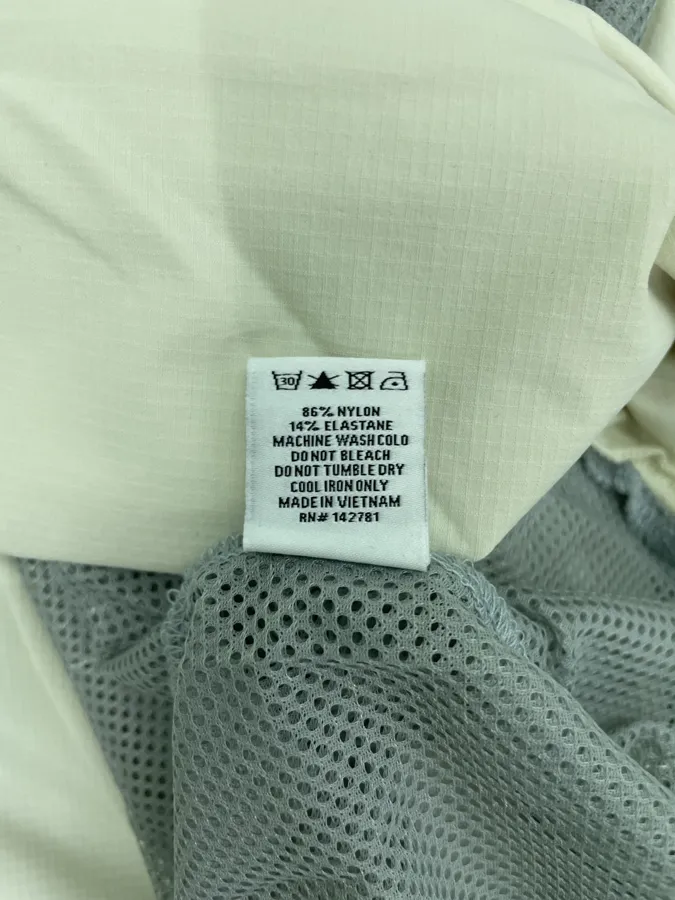 30
86% NYLON
14% ELASTANE
MACHINE WASH COLD
DO NOT BLEACH
DO NOT TUMBLE DRY
COOL IRON ONLY
MADE IN VIETNAM
RN# 142781